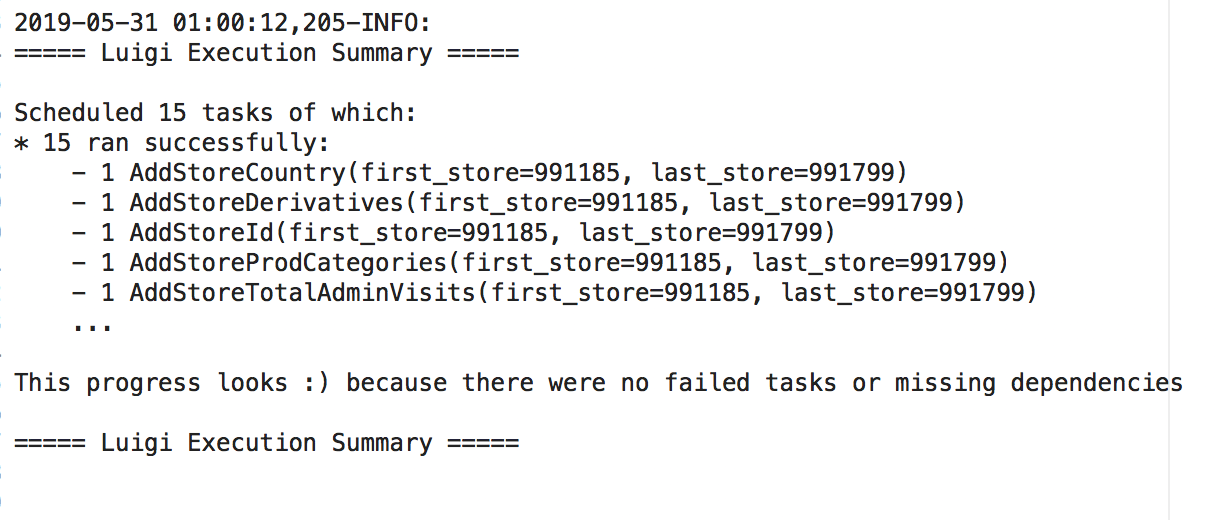 2019-05-31 01:00:12,205-INFO:
===== Luigi Execution Summary =====
Scheduled 15 tasks of which:
* 15 ran successfully:
- 1 AddStoreCountry(first_store=991185, last_store=991799)
- 1 AddStoreDerivatives(first_store=991185, last_store=991799)
- 1 AddStoreId(first_store=991185, last_store=991799)
- 1 AddStoreProdCategories(first_store=991185, last_store=991799)
- 1 AddStoreTotalAdminVisits(first_store=991185, last_store=991799)
...
This progress looks :) because there were no failed tasks or missing dependencies
===== Luigi Execution Summary =====